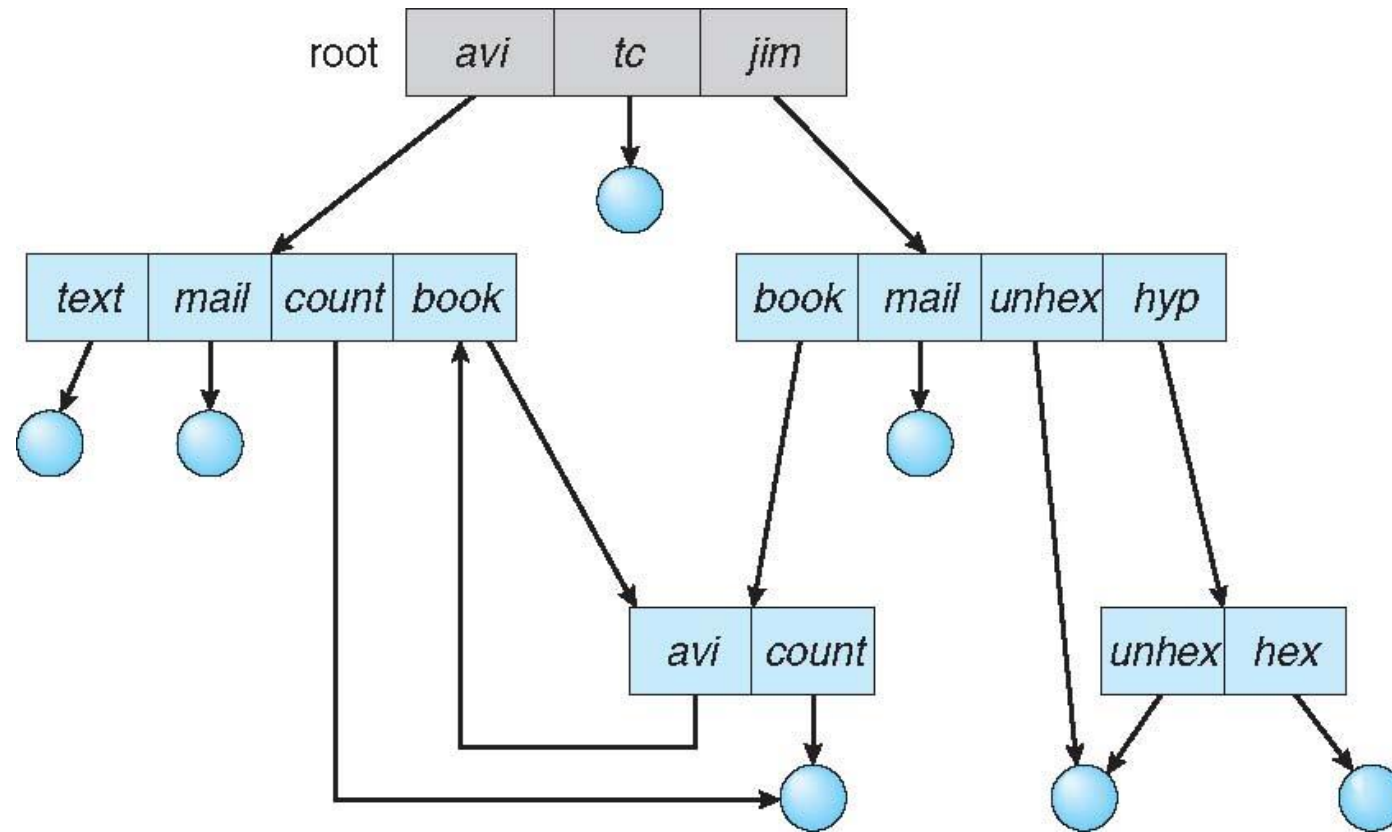 root avi tc jim
text mail count book book mail unhex hyp
avi count unhex hex